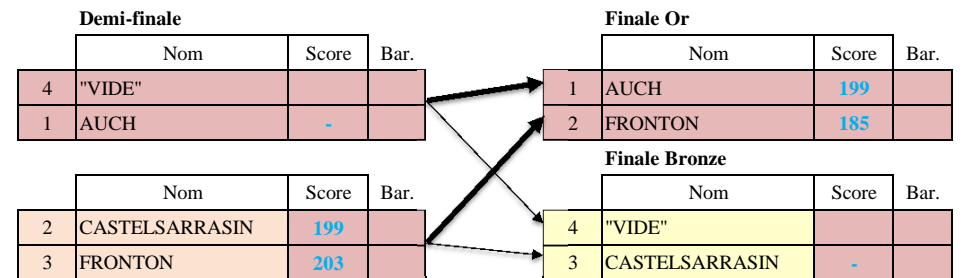 Demi-finale Finale Or
Nom Score Bar. Nom Score Bar.
4 "VIDE" 1 AUCH 199
1 AUCH - 2 FRONTON 185
Finale Bronze
Nom Score Bar. Nom Score Bar.
2 CASTELSARRASIN 199 4 "VIDE"
3 FRONTON 203 3 CASTELSARRASIN -